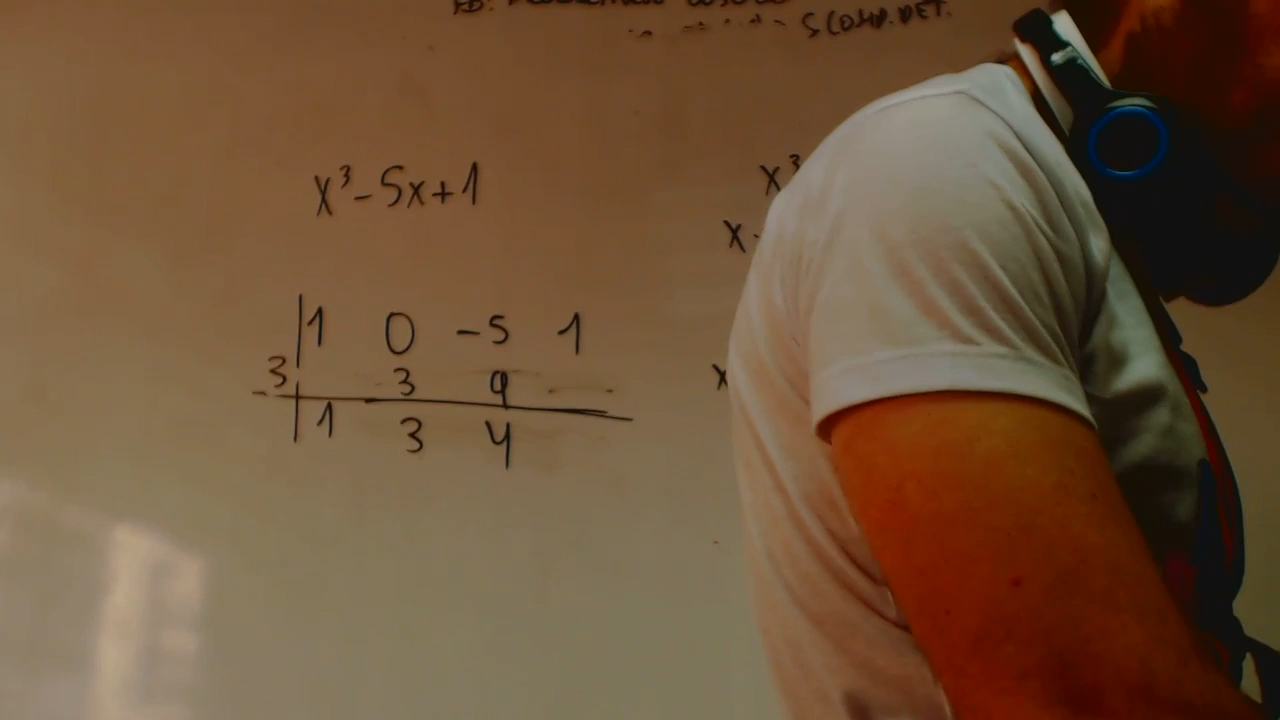 S COMP. DET.
x³ - 5x + 1
x³
x -
1 0 -5 1
3 3 9
1 3 4
x